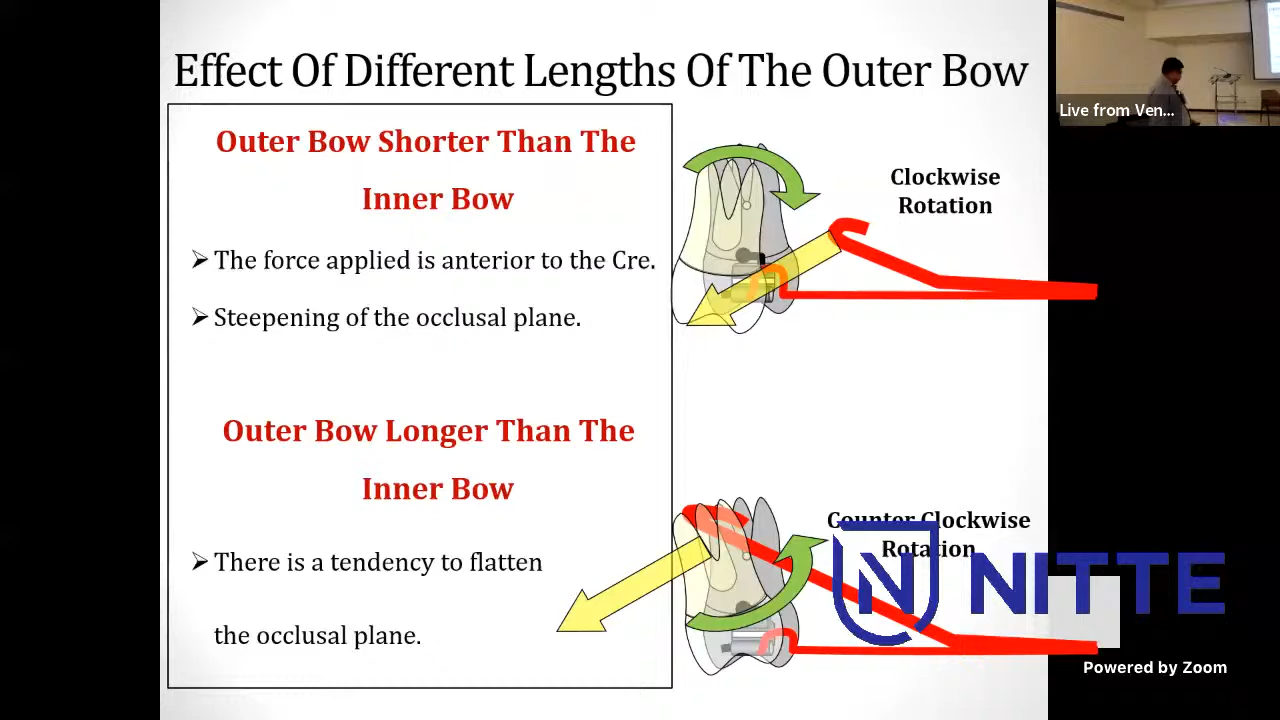 Effect Of Different Lengths Of The Outer Bow
Outer Bow Shorter Than The
Inner Bow
➢ The force applied is anterior to the Cre.
➢ Steepening of the occlusal plane.
Outer Bow Longer Than The
Inner Bow
➢ There is a tendency to flatten
the occlusal plane.
Clockwise
Rotation
Counter Clockwise
Rotation
NITTE
Powered by Zoom
Live from Ven...